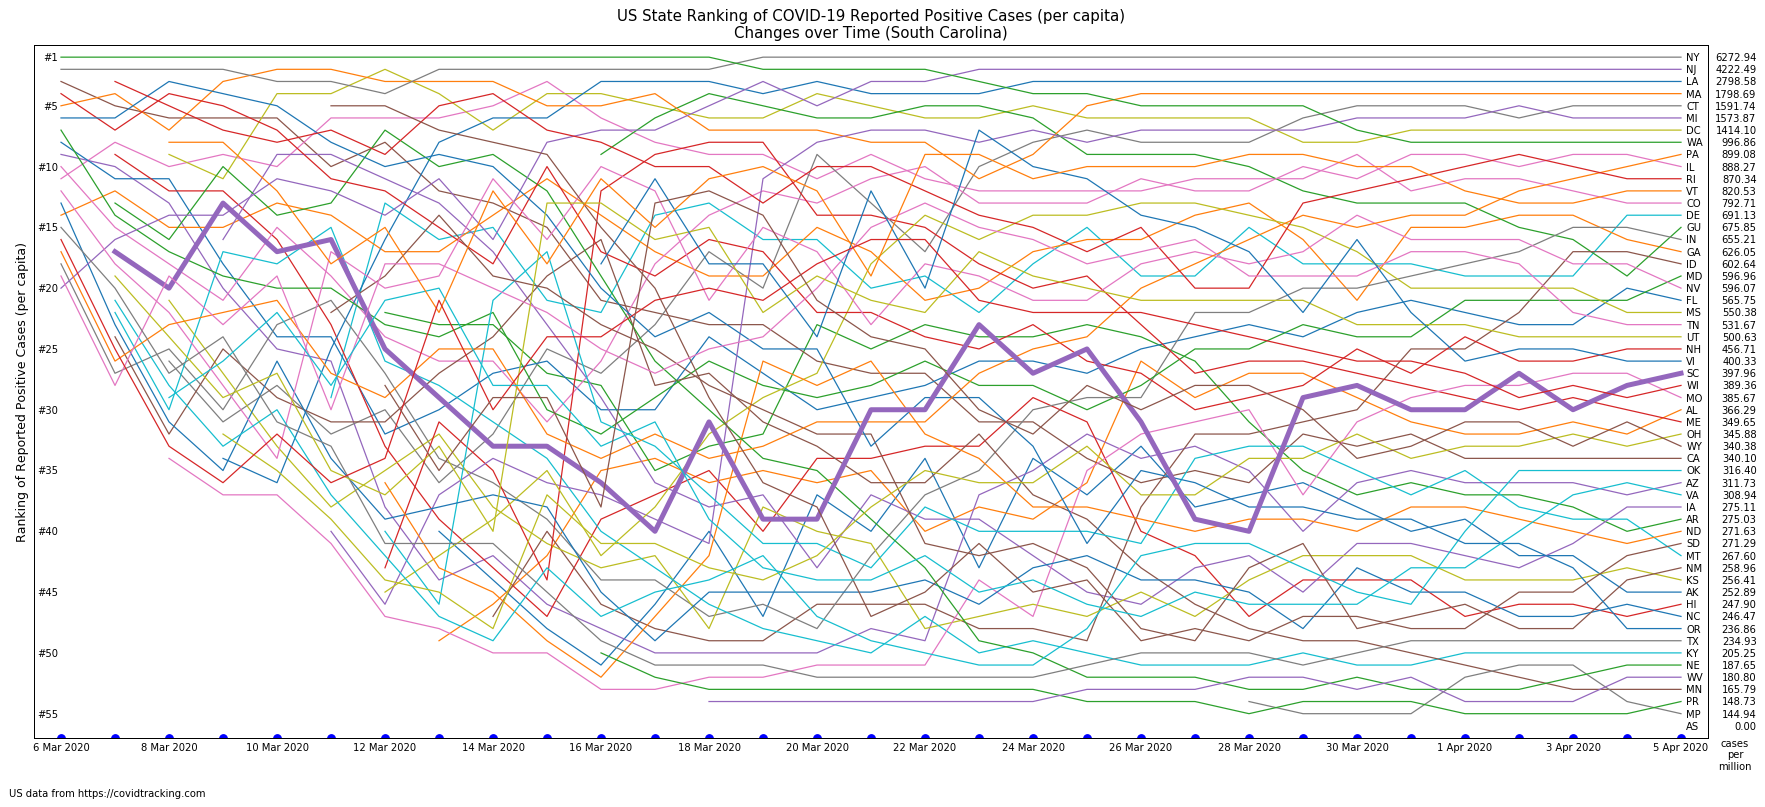 US State Ranking of COVID-19 Reported Positive Cases (per capita)
Changes over Time (South Carolina)
Ranking of Reported Positive Cases (per capita)
#1
#5
#10
#15
#20
#25
#30
#35
#40
#45
#50
#55
NY 6272.94
NJ 4222.49
LA 2798.58
MA 1798.69
CT 1591.74
MI 1573.87
DC 1414.10
WA 996.86
PA 899.08
IL 888.27
RI 870.34
VT 820.53
CO 792.71
DE 691.13
GU 675.85
IN 655.21
GA 626.05
ID 602.64
MD 596.96
NV 596.07
FL 565.75
MS 550.38
TN 531.67
UT 500.63
NH 456.71
VI 400.33
SC 397.96
WI 389.36
MO 385.67
AL 366.29
ME 349.65
OH 345.88
WY 340.38
CA 340.10
OK 316.40
AZ 311.73
VA 308.94
IA 275.11
AR 275.03
ND 271.63
SD 271.29
MT 267.60
NM 258.96
KS 256.41
AK 252.89
HI 247.90
NC 246.47
OR 236.86
TX 234.93
KY 205.25
NE 187.65
WV 180.80
MN 165.79
PR 148.73
MP 144.94
AS 0.00
6 Mar 2020 8 Mar 2020 10 Mar 2020 12 Mar 2020 14 Mar 2020 16 Mar 2020 18 Mar 2020 20 Mar 2020 22 Mar 2020 24 Mar 2020 26 Mar 2020 28 Mar 2020 30 Mar 2020 1 Apr 2020 3 Apr 2020 5 Apr 2020
cases
per
million
US data from https://covidtracking.com